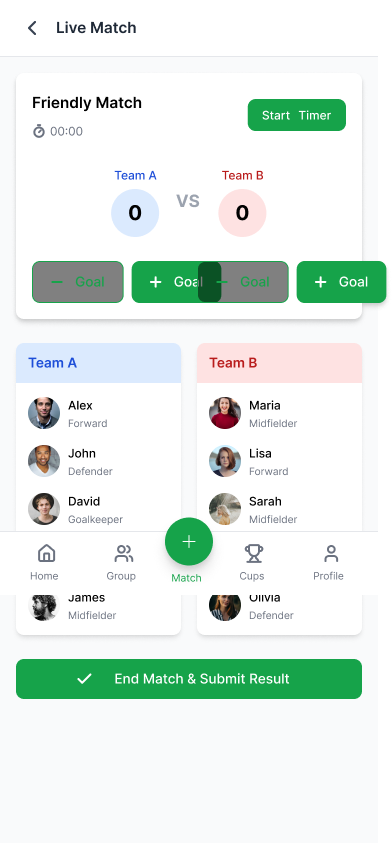 Live Match
Friendly Match
00:00
Start Timer
Team A
0
VS
Team B
0
− Goal
+ Goal
− Goal
+ Goal
Team A
Alex
Forward
John
Defender
David
Goalkeeper
James
Midfielder
Team B
Maria
Midfielder
Lisa
Forward
Sarah
Midfielder
Olivia
Defender
Home
Group
Match
Cups
Profile
End Match & Submit Result